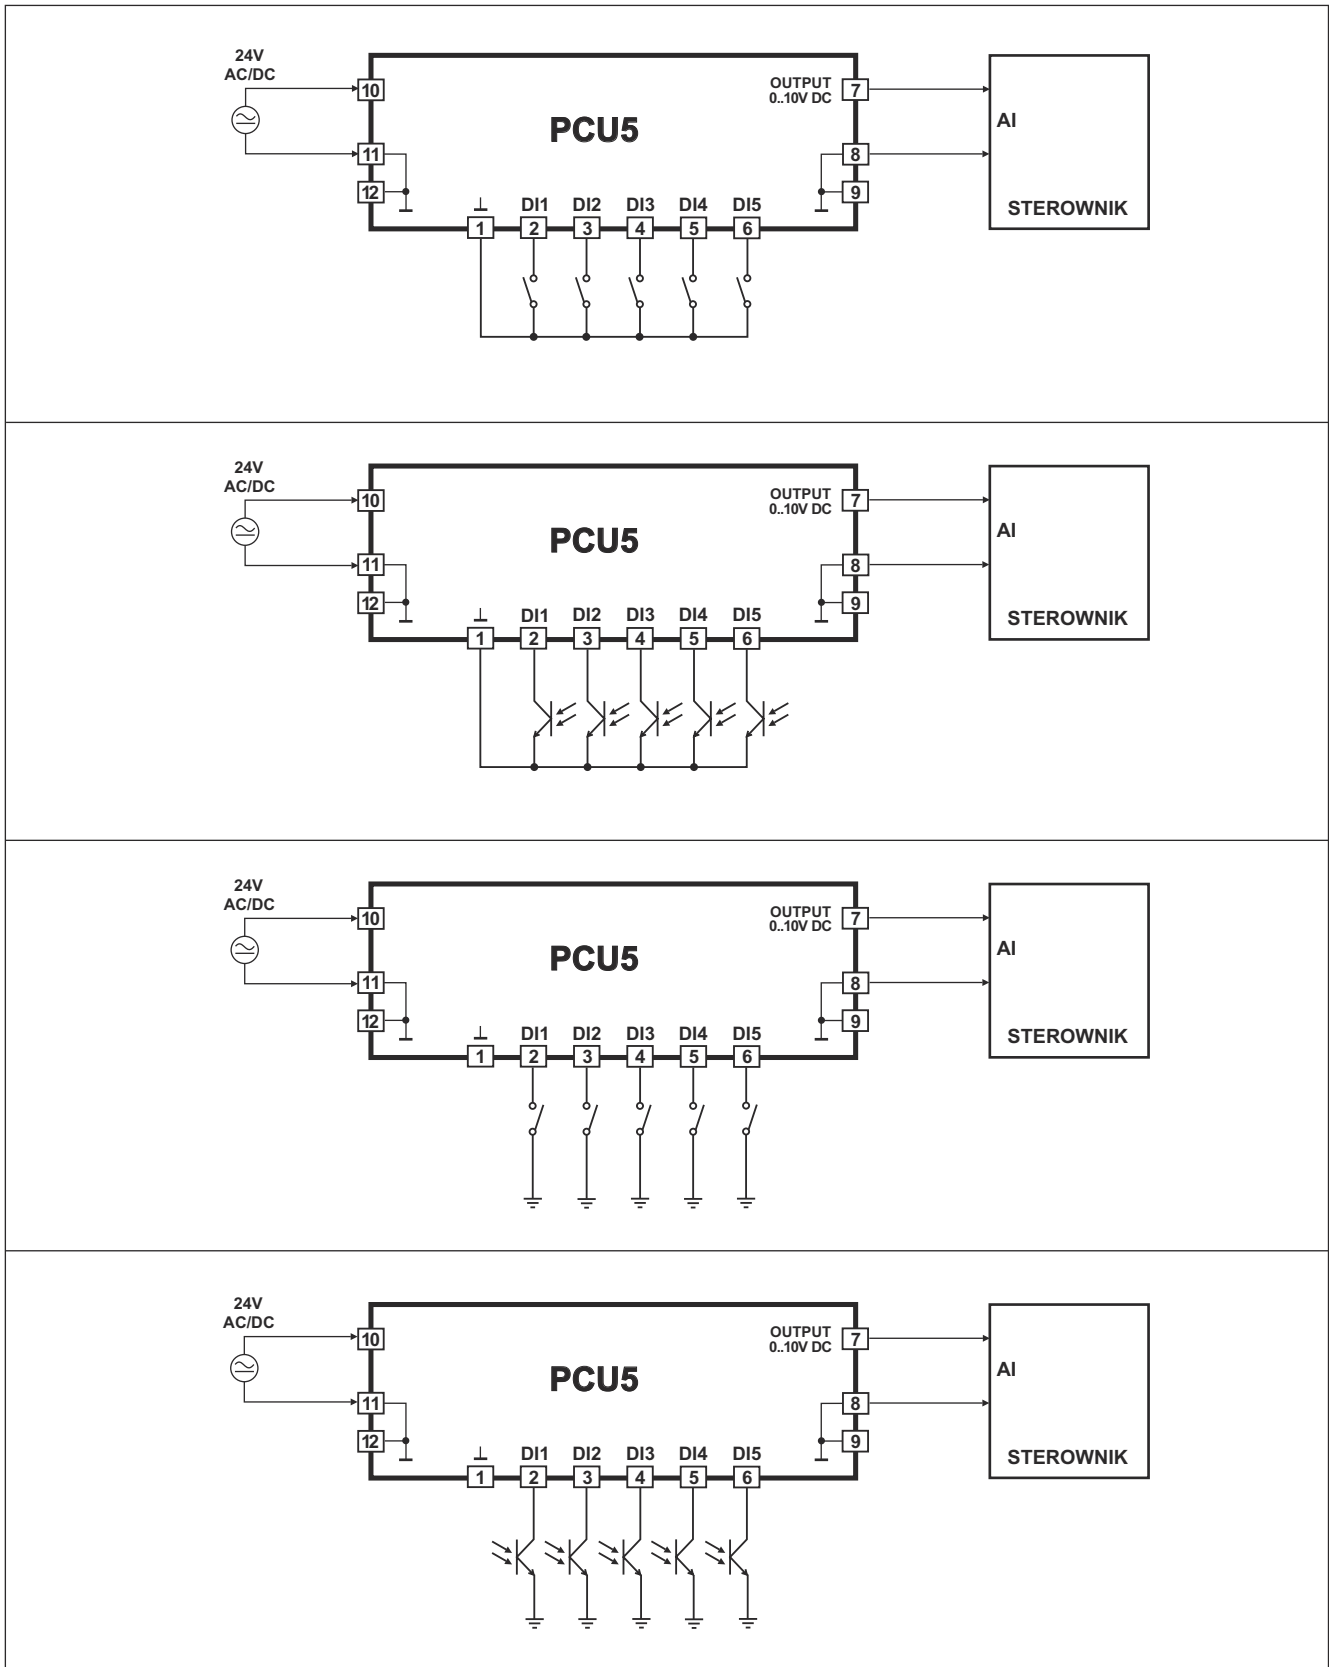 24V
AC/DC
10
11
12
PCU5
OUTPUT
0..10V DC
7
8
9
AI
STEROWNIK
DI1 DI2 DI3 DI4 DI5
1 2 3 4 5 6
24V
AC/DC
10
11
12
PCU5
OUTPUT
0..10V DC
7
8
9
AI
STEROWNIK
DI1 DI2 DI3 DI4 DI5
1 2 3 4 5 6
24V
AC/DC
10
11
12
PCU5
OUTPUT
0..10V DC
7
8
9
AI
STEROWNIK
DI1 DI2 DI3 DI4 DI5
1 2 3 4 5 6
24V
AC/DC
10
11
12
PCU5
OUTPUT
0..10V DC
7
8
9
AI
STEROWNIK
DI1 DI2 DI3 DI4 DI5
1 2 3 4 5 6